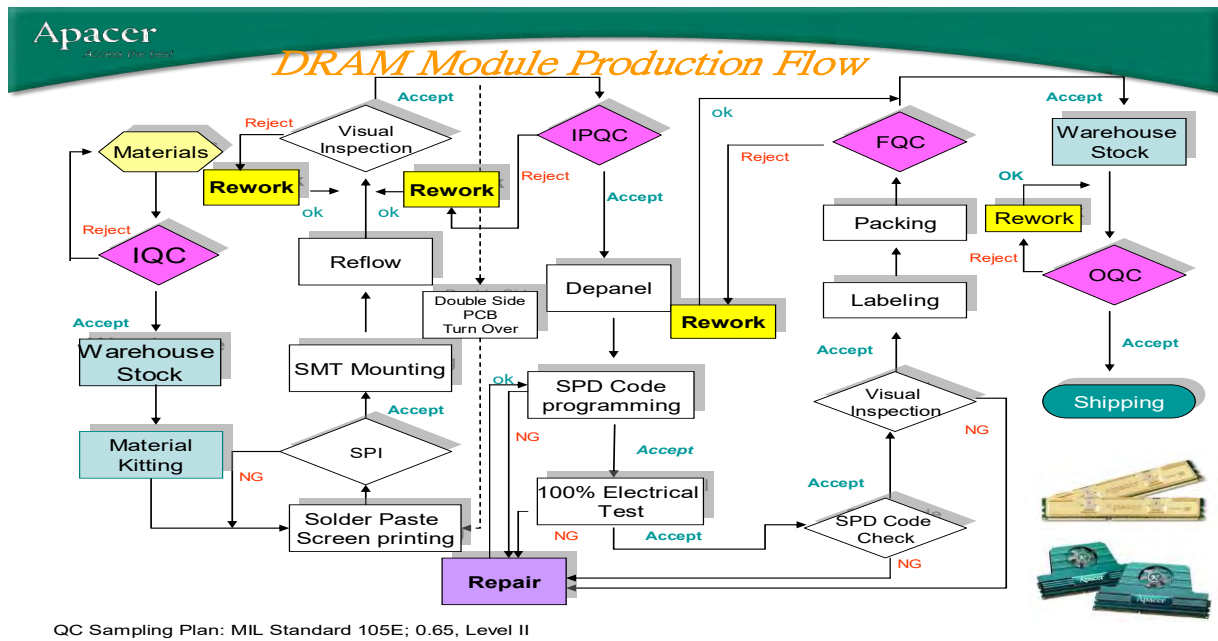 Apacer
access the best
DRAM Module Production Flow
Materials
Reject
IQC
Accept
Warehouse
Stock
Material
Kitting
Solder Paste
Screen printing
NG
SPI
Accept
SMT Mounting
Reflow
Visual
Inspection
Reject
Rework
ok
Accept
Rework
ok
Reject
Double Side
PCB
Turn Over
IPQC
Accept
Depanel
SPD Code
programming
ok
NG
Accept
100% Electrical
Test
NG
Accept
Repair
SPD Code
Check
NG
Accept
Visual
Inspection
NG
Accept
Labeling
Packing
FQC
Reject
Rework
ok
Accept
Warehouse
Stock
OK
Rework
Reject
OQC
Accept
Shipping
Apacer
QC Sampling Plan: MIL Standard 105E; 0.65, Level II